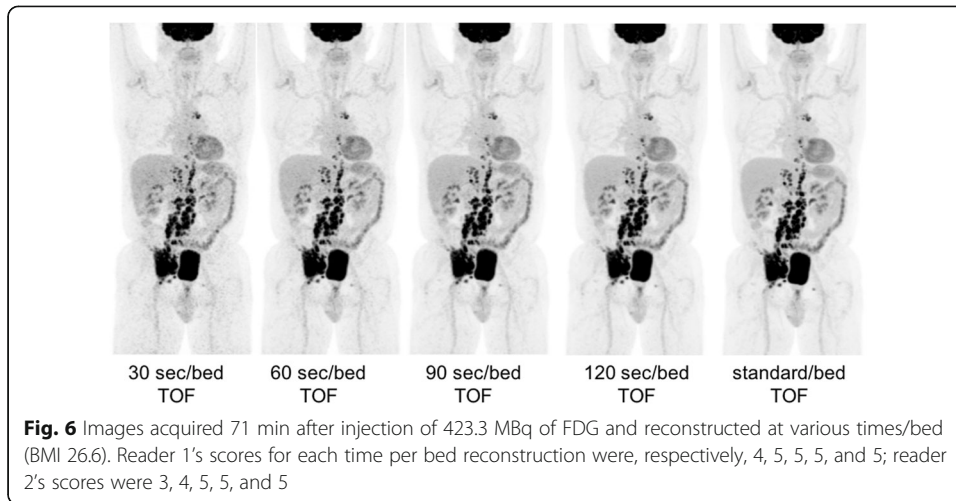 30 sec/bed 60 sec/bed 90 sec/bed 120 sec/bed standard/bed
TOF TOF TOF TOF TOF
Fig. 6 Images acquired 71 min after injection of 423.3 MBq of FDG and reconstructed at various times/bed
(BMI 26.6). Reader 1's scores for each time per bed reconstruction were, respectively, 4, 5, 5, 5, and 5; reader
2's scores were 3, 4, 5, 5, and 5